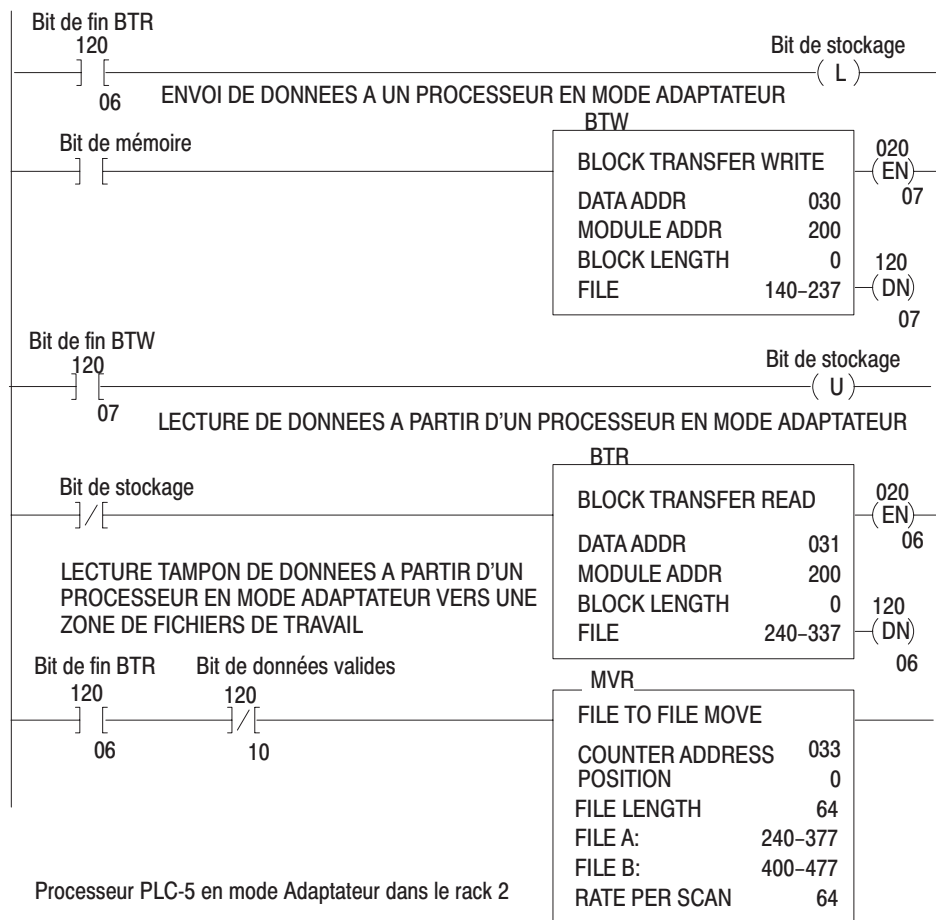 Bit de fin BTR
120
Bit de stockage
] [
( L )
06
ENVOI DE DONNEES A UN PROCESSEUR EN MODE ADAPTATEUR
BTW
Bit de mémoire
BLOCK TRANSFER WRITE
020
] [
(EN)
DATA ADDR 030
07
MODULE ADDR 200
BLOCK LENGTH 0
120
FILE 140–237
(DN)
07
Bit de fin BTW
120
Bit de stockage
] [
( U )
07
LECTURE DE DONNEES A PARTIR D'UN PROCESSEUR EN MODE ADAPTATEUR
BTR
Bit de stockage
BLOCK TRANSFER READ
020
]/[
(EN)
DATA ADDR 031
06
LECTURE TAMPON DE DONNEES A PARTIR D'UN
PROCESSEUR EN MODE ADAPTATEUR VERS UNE
ZONE DE FICHIERS DE TRAVAIL
MODULE ADDR 200
BLOCK LENGTH 0
120
FILE 240–337
(DN)
06
Bit de fin BTR Bit de données valides
120 120
] [ ]/[
06 10
MVR
FILE TO FILE MOVE
COUNTER ADDRESS 033
POSITION 0
FILE LENGTH 64
FILE A: 240–377
FILE B: 400–477
RATE PER SCAN 64
Processeur PLC-5 en mode Adaptateur dans le rack 2